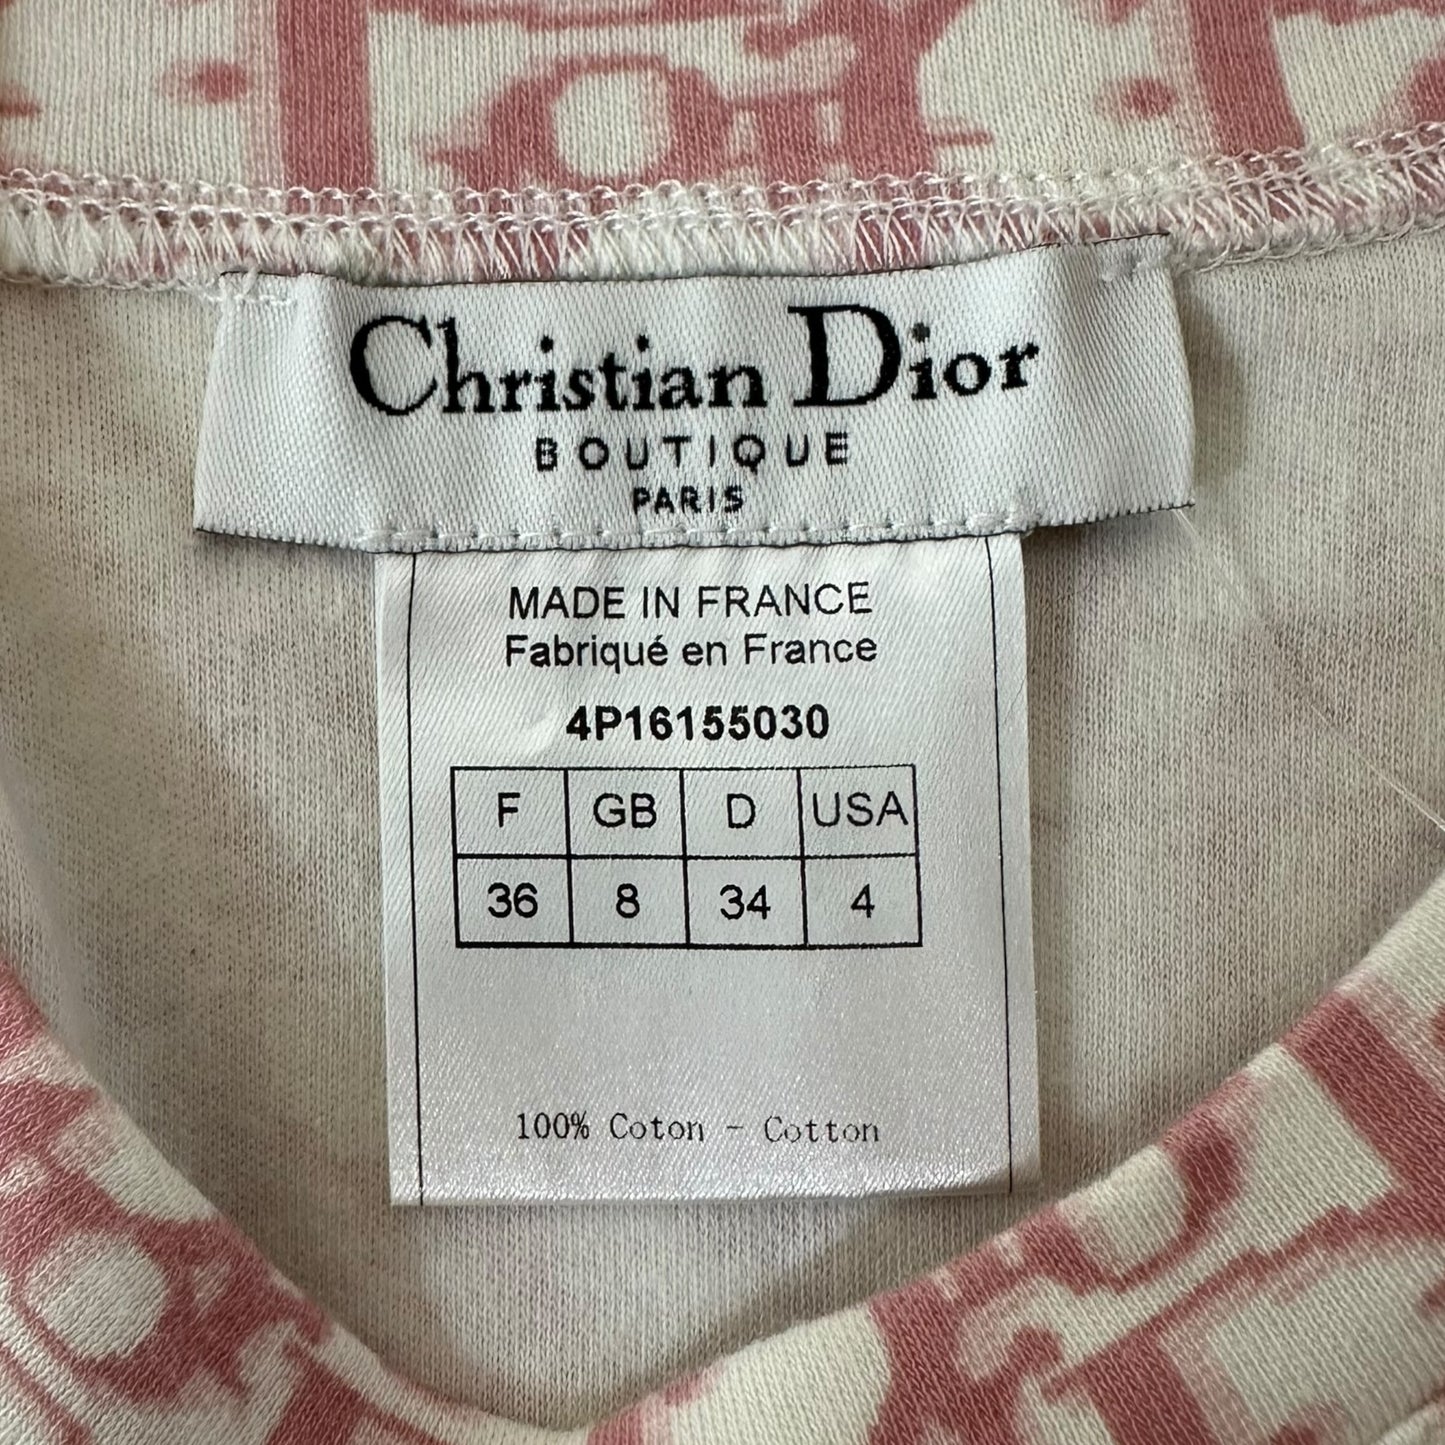 Christian Dior
BOUTIQUE
PARIS
MADE IN FRANCE
Fabriqué en France
4P16155030
F GB D USA
36 8 34 4
100% Coton - Cotton